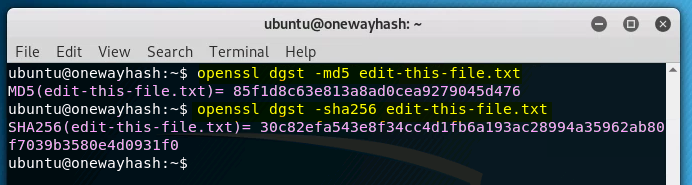 ubuntu@onewayhash: ~
File Edit View Search Terminal Help
ubuntu@onewayhash:~$ openssl dgst -md5 edit-this-file.txt
MD5(edit-this-file.txt)= 85f1d8c63e813a8ad0cea9279045d476
ubuntu@onewayhash:~$ openssl dgst -sha256 edit-this-file.txt
SHA256(edit-this-file.txt)= 30c82efa543e8f34cc4d1fb6a193ac28994a35962ab80
f7039b3580e4d0931f0
ubuntu@onewayhash:~$